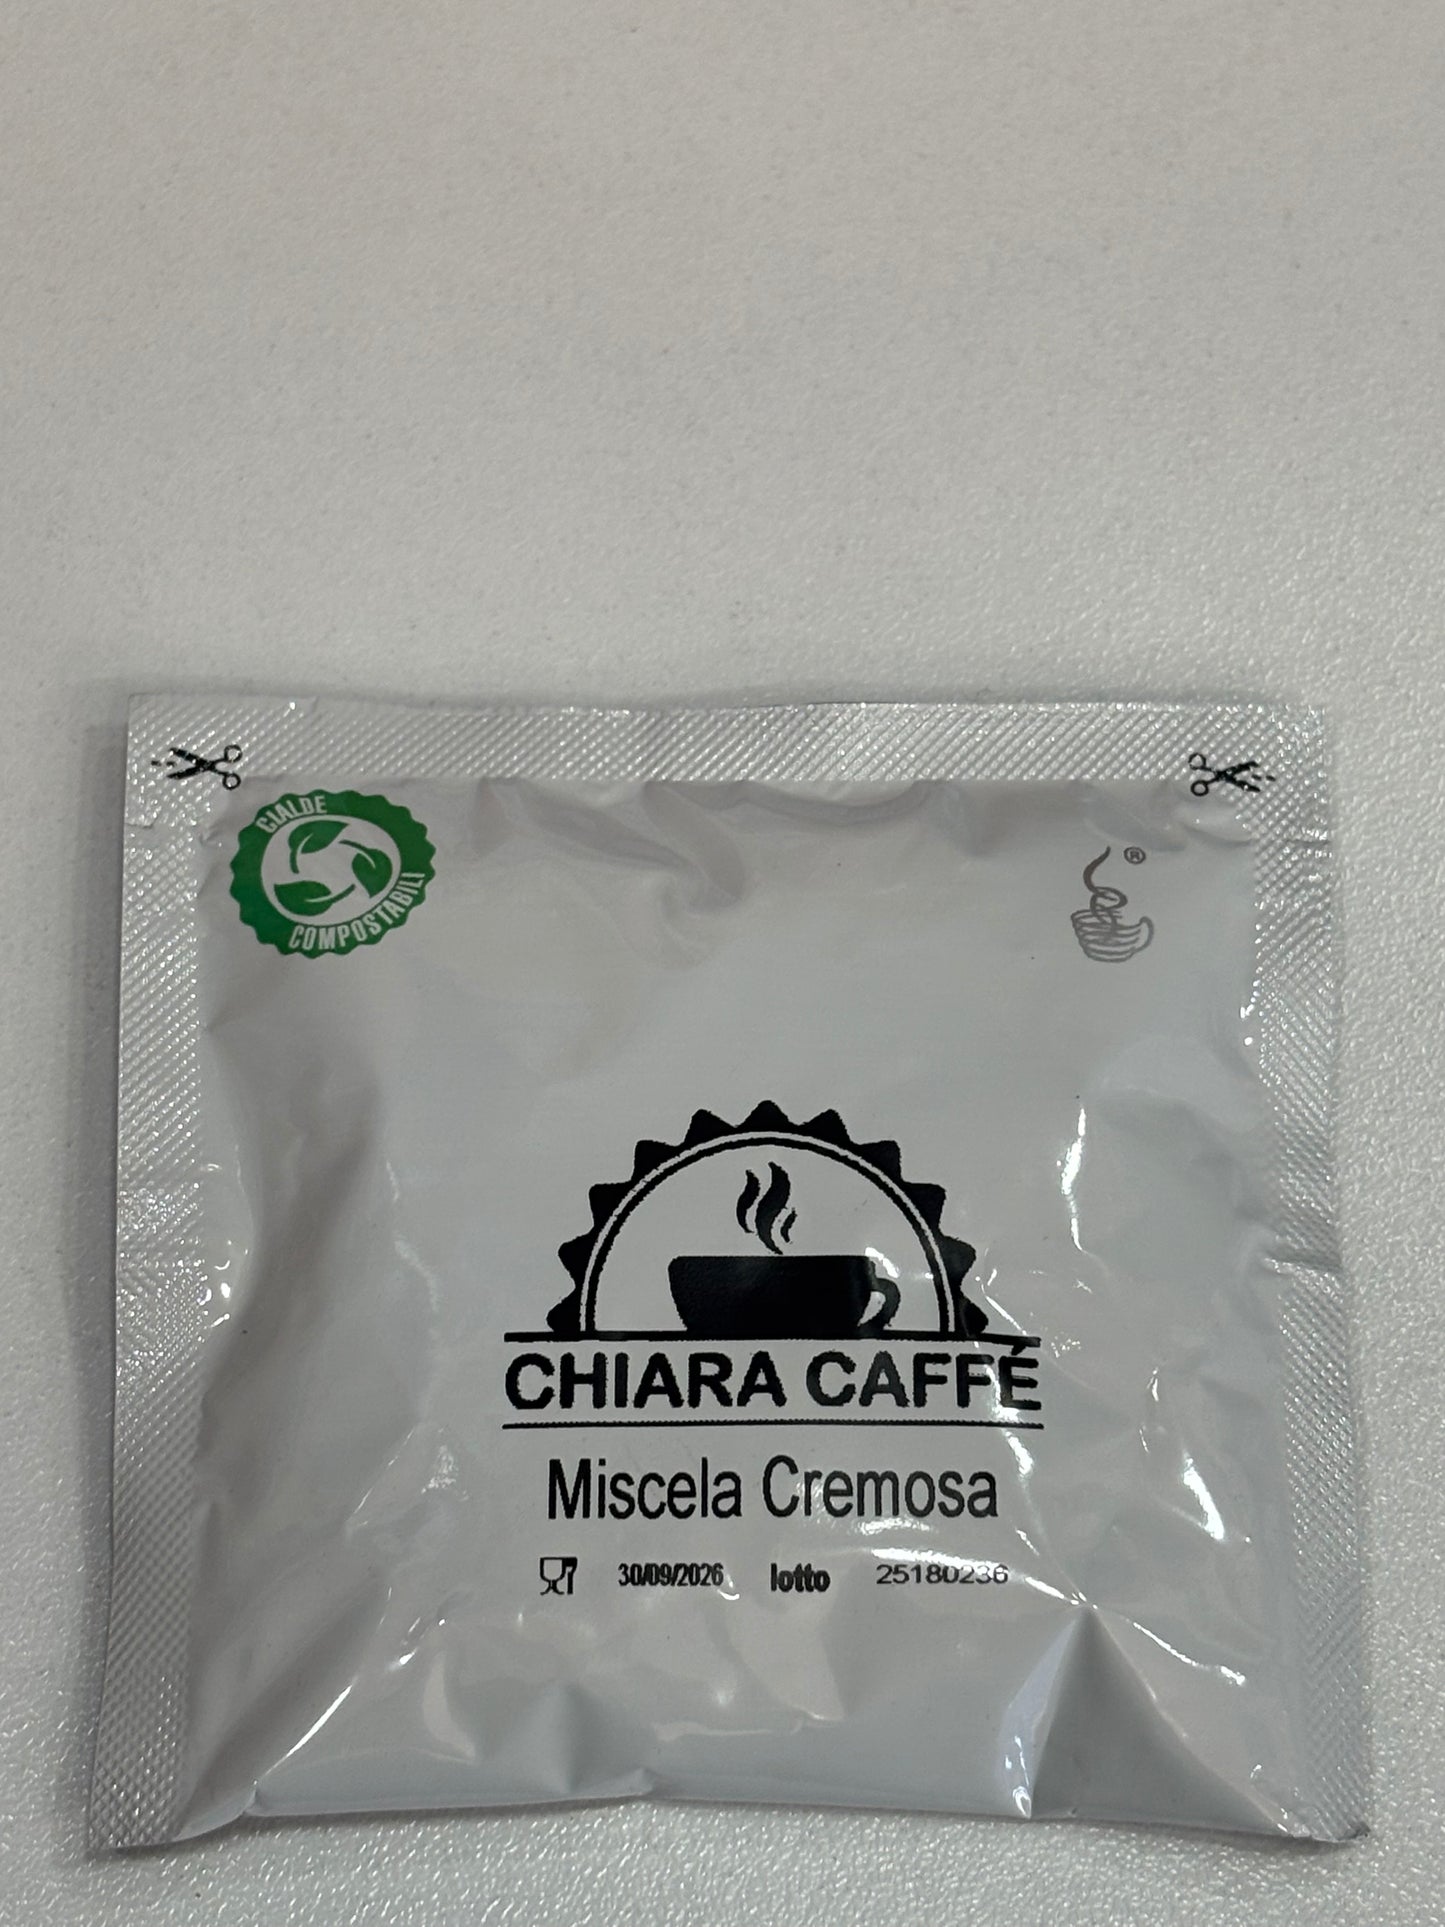 CIALDE
COMPOSTABILI
®
CHIARA CAFFÉ
Miscela Cremosa
30/09/2026 lotto 25180236